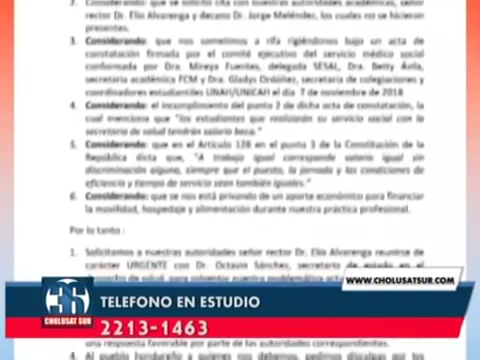 2. Considerando: que se solicitó cita con nuestras autoridades académicas, señor
rector Dr. Elio Alvarenga y decano Dr. Jorge Meléndez, los cuales no se hicieron
presentes.
3. Considerando: que nos sometimos a rifa rigiéndonos bajo un acta de
constatación firmada por el comité ejecutivo del servicio médico social
conformada por Dra. Mireya Fuentes, delegada SESAL, Dra. Betty Ávila,
secretaria académica FCM y Dra. Gladys Ordóñez, secretaria de colegiaciones y
coordinadores estudiantiles UNAH/UNICAH el día 7 de noviembre de 2018
4. Considerando: el incumplimiento del punto 2 de dicha acta de constatación, la
cual menciona que "los estudiantes que realizarán su servicio social con la
secretaria de salud tendrán salario beca."
5. Considerando: que en el Artículo 128 en el punto 3 de la Constitución de la
República dicta que, "A trabajo igual corresponde salario igual sin
discriminación alguna, siempre que el puesto, la jornada y las condiciones de
eficiencia y tiempo de servicio sean también iguales."
6. Considerando: que se nos está privando de un aporte económico para financiar
la movilidad, hospedaje y alimentación durante nuestra práctica profesional.
Por lo tanto:
1. Solicitamos a nuestras autoridades señor rector Dr. Elio Alvarenga reunirse de
carácter URGENTE con Dr. Octavio Sánchez, secretario de estado en el
WWW.CHOLUSATSUR.COM
36
CHOLUSAT SUR
TELEFONO EN ESTUDIO
2213-1463
una respuesta favorable por parte de las autoridades correspondientes.
4. Al pueblo hondureño a quienes nos debemos, pedimos disculpas por los